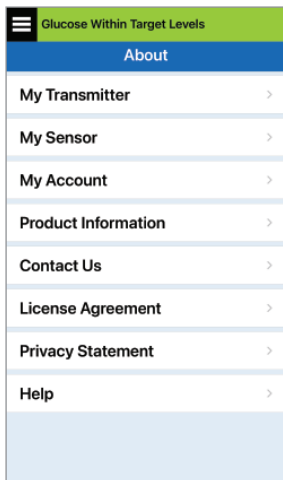 Glucose Within Target Levels
About
My Transmitter
My Sensor
My Account
Product Information
Contact Us
License Agreement
Privacy Statement
Help